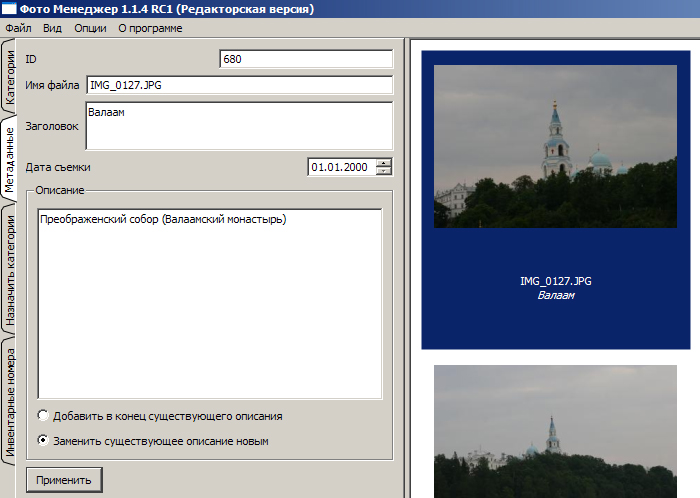 Фото Менеджер 1.1.4 RC1 (Редакторская версия)
Файл Вид Опции О программе
Категории
Метаданные
Назначить категории
Инвентарные номера
ID 680
Имя файла IMG_0127.JPG
Заголовок Валаам
Дата съемки 01.01.2000
Описание
Преображенский собор (Валаамский монастырь)
Добавить в конец существующего описания
Заменить существующее описание новым
Применить
IMG_0127.JPG
Валаам